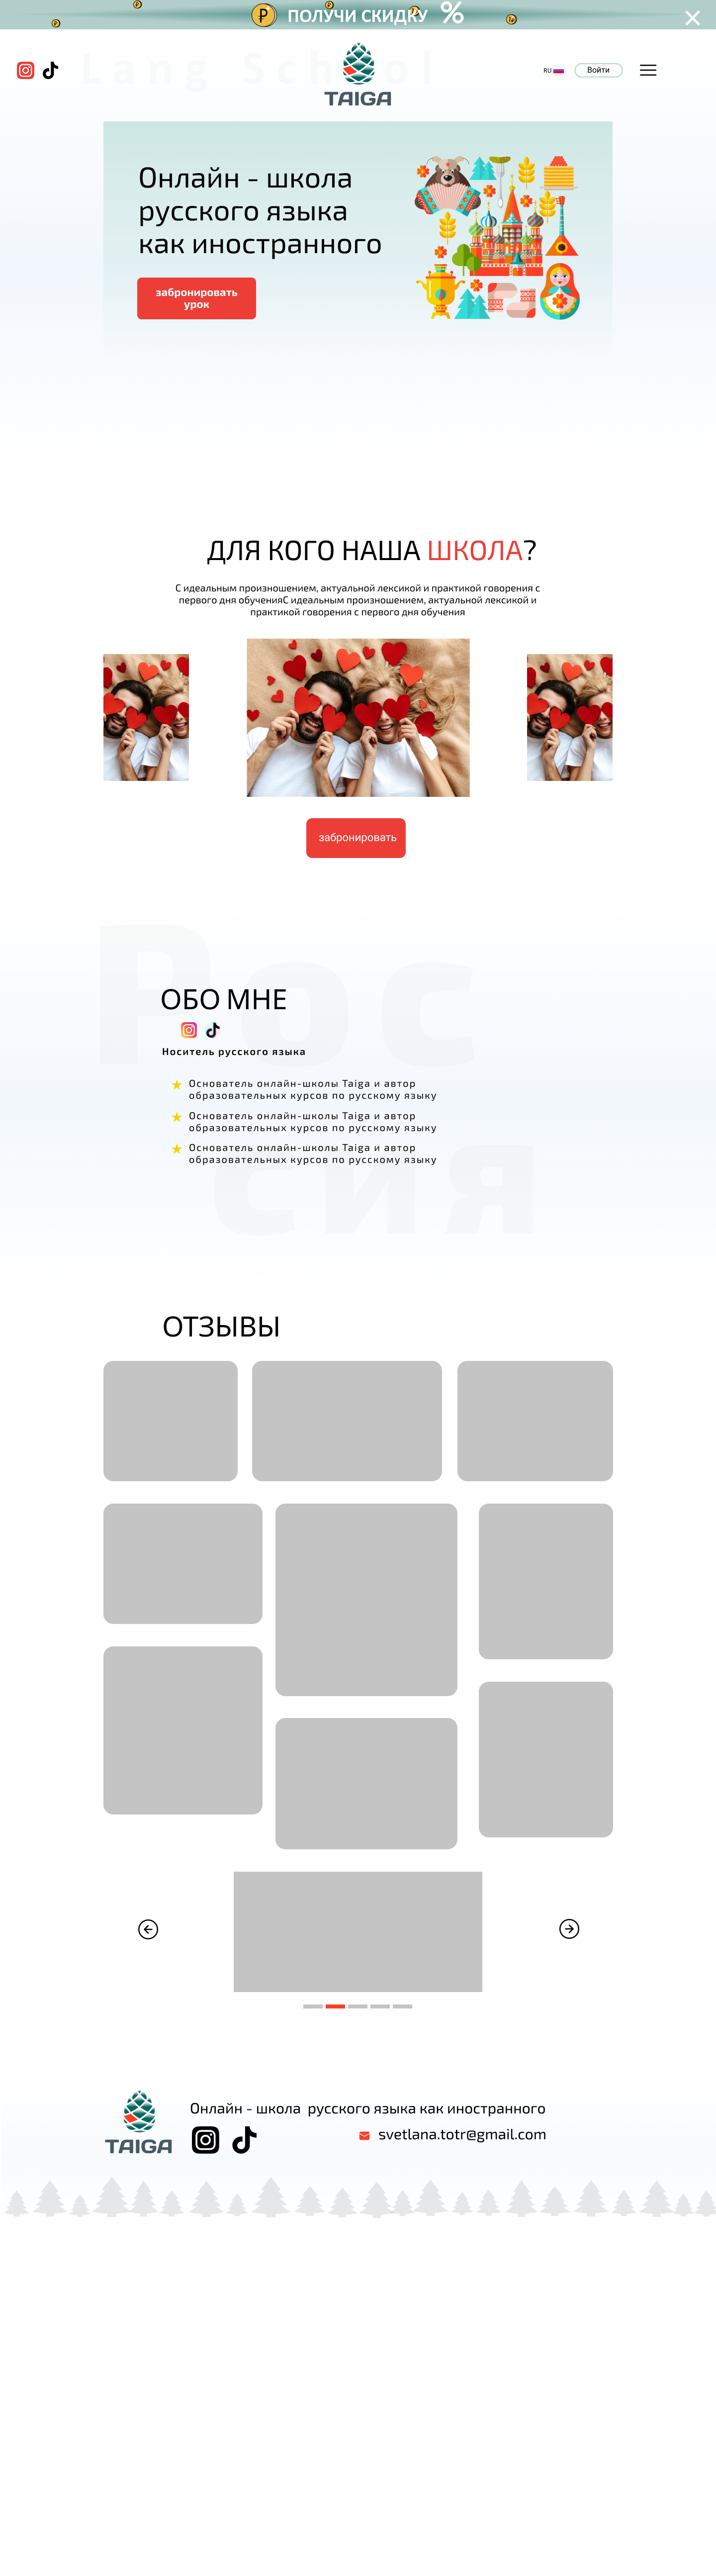 ПОЛУЧИ СКИДКУ %
Lang School
TAIGA
RU
Войти
Онлайн - школа
русского языка
как иностранного
забронировать
урок
ДЛЯ КОГО НАША ШКОЛА?
С идеальным произношением, актуальной лексикой и практикой говорения с
первого дня обученияС идеальным произношением, актуальной лексикой и
практикой говорения с первого дня обучения
забронировать
Рос
сия
ОБО МНЕ
Носитель русского языка
Основатель онлайн-школы Taiga и автор
образовательных курсов по русскому языку
Основатель онлайн-школы Taiga и автор
образовательных курсов по русскому языку
Основатель онлайн-школы Taiga и автор
образовательных курсов по русскому языку
ОТЗЫВЫ
Онлайн - школа  русского языка как иностранного
svetlana.totr@gmail.com
TAIGA